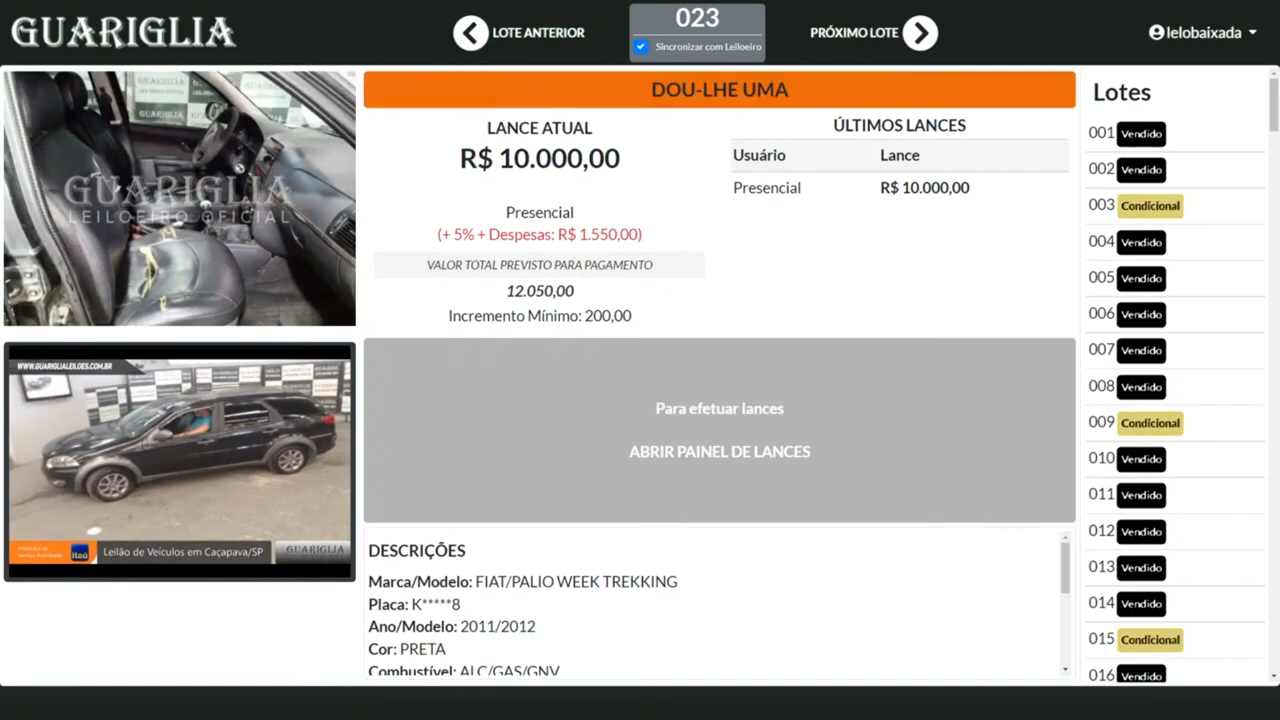 GUARIGLIA
LOTE ANTERIOR
023
Sincronizar com Leiloeiro
PRÓXIMO LOTE
lelobaixada
GUARIGLIA
LEILOEIRO OFICIAL
WWW.GUARIGLIALEILOES.COM.BR
itaú
Leilão de Veículos em Caçapava/SP
GUARIGLIA
DOU-LHE UMA
LANCE ATUAL
R$ 10.000,00
Presencial
(+ 5% + Despesas: R$ 1.550,00)
VALOR TOTAL PREVISTO PARA PAGAMENTO
12.050,00
Incremento Mínimo: 200,00
ÚLTIMOS LANCES
Usuário Lance
Presencial R$ 10.000,00
Para efetuar lances
ABRIR PAINEL DE LANCES
DESCRIÇÕES
Marca/Modelo: FIAT/PALIO WEEK TREKKING
Placa: K*****8
Ano/Modelo: 2011/2012
Cor: PRETA
Combustível: ALC/GAS/GNV
Lotes
001 Vendido
002 Vendido
003 Condicional
004 Vendido
005 Vendido
006 Vendido
007 Vendido
008 Vendido
009 Condicional
010 Vendido
011 Vendido
012 Vendido
013 Vendido
014 Vendido
015 Condicional
016 Vendido